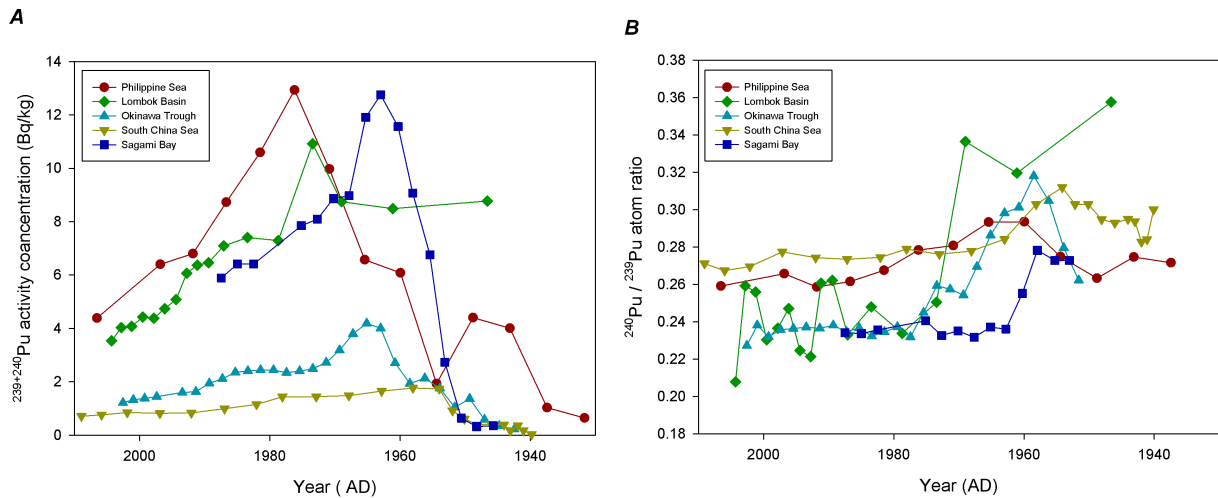 A
B
239+240Pu activity coancentration (Bq/kg)
14
12
10
8
6
4
2
0
Philippine Sea
Lombok Basin
Okinawa Trough
South China Sea
Sagami Bay
2000 1980 1960 1940
Year ( AD)
240Pu / 239Pu atom ratio
0.38
0.36
0.34
0.32
0.30
0.28
0.26
0.24
0.22
0.20
0.18
Philippine Sea
Lombok Basin
Okinawa Trough
South China Sea
Sagami Bay
2000 1980 1960 1940
Year (AD)